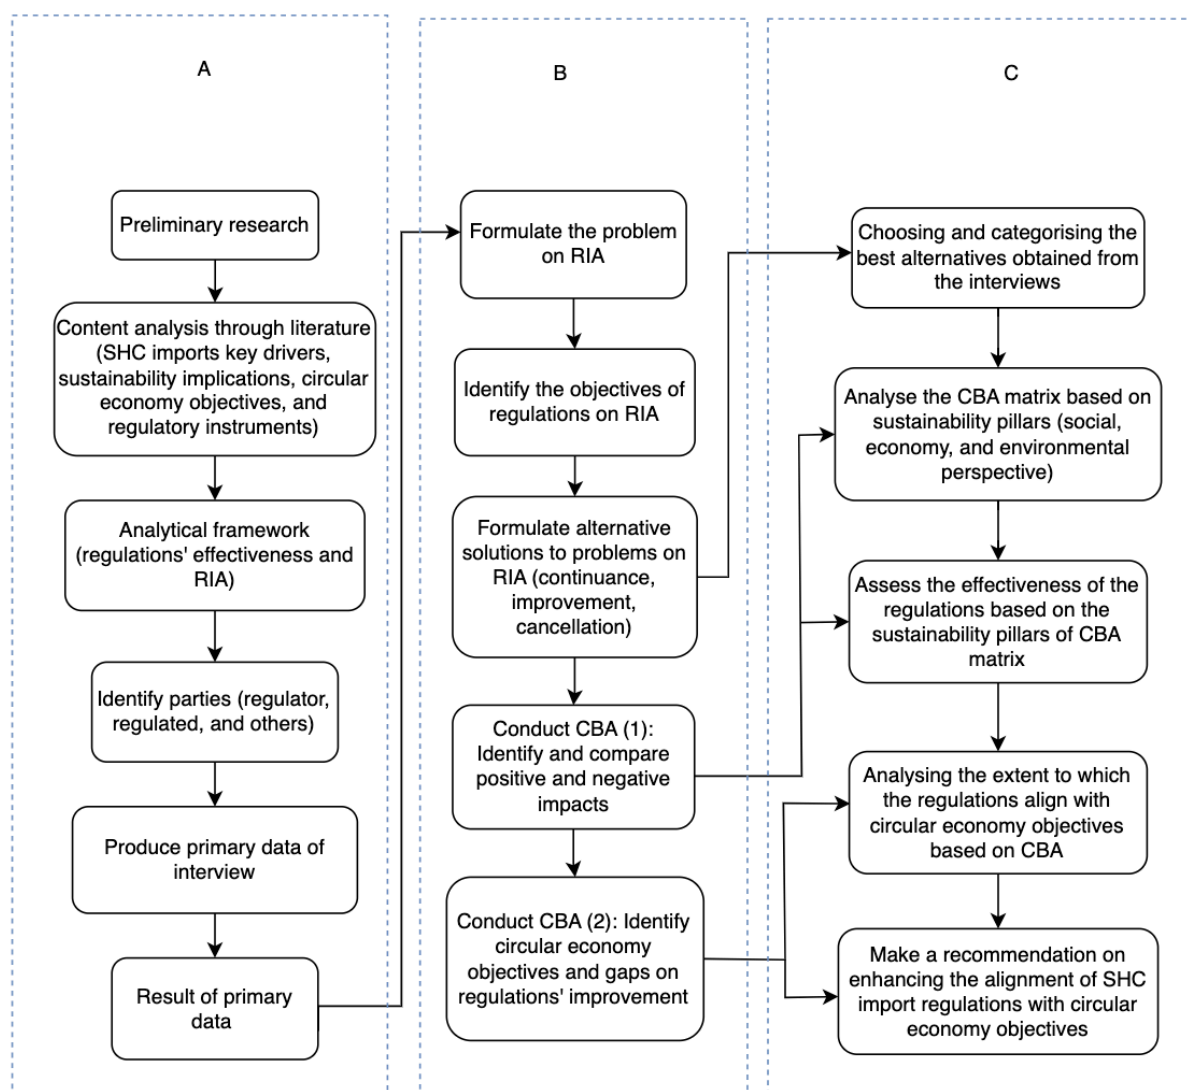 A
Preliminary research
Content analysis through literature
(SHC imports key drivers,
sustainability implications, circular
economy objectives, and
regulatory instruments)
Analytical framework
(regulations' effectiveness and
RIA)
Identify parties (regulator,
regulated, and others)
Produce primary data of
interview
Result of primary
data
B
Formulate the problem
on RIA
Identify the objectives of
regulations on RIA
Formulate alternative
solutions to problems on
RIA (continuance,
improvement,
cancellation)
Conduct CBA (1):
Identify and compare
positive and negative
impacts
Conduct CBA (2): Identify
circular economy
objectives and gaps on
regulations' improvement
C
Choosing and categorising the
best alternatives obtained from
the interviews
Analyse the CBA matrix based on
sustainability pillars (social,
economy, and environmental
perspective)
Assess the effectiveness of the
regulations based on the
sustainability pillars of CBA
matrix
Analysing the extent to which
the regulations align with
circular economy objectives
based on CBA
Make a recommendation on
enhancing the alignment of SHC
import regulations with circular
economy objectives